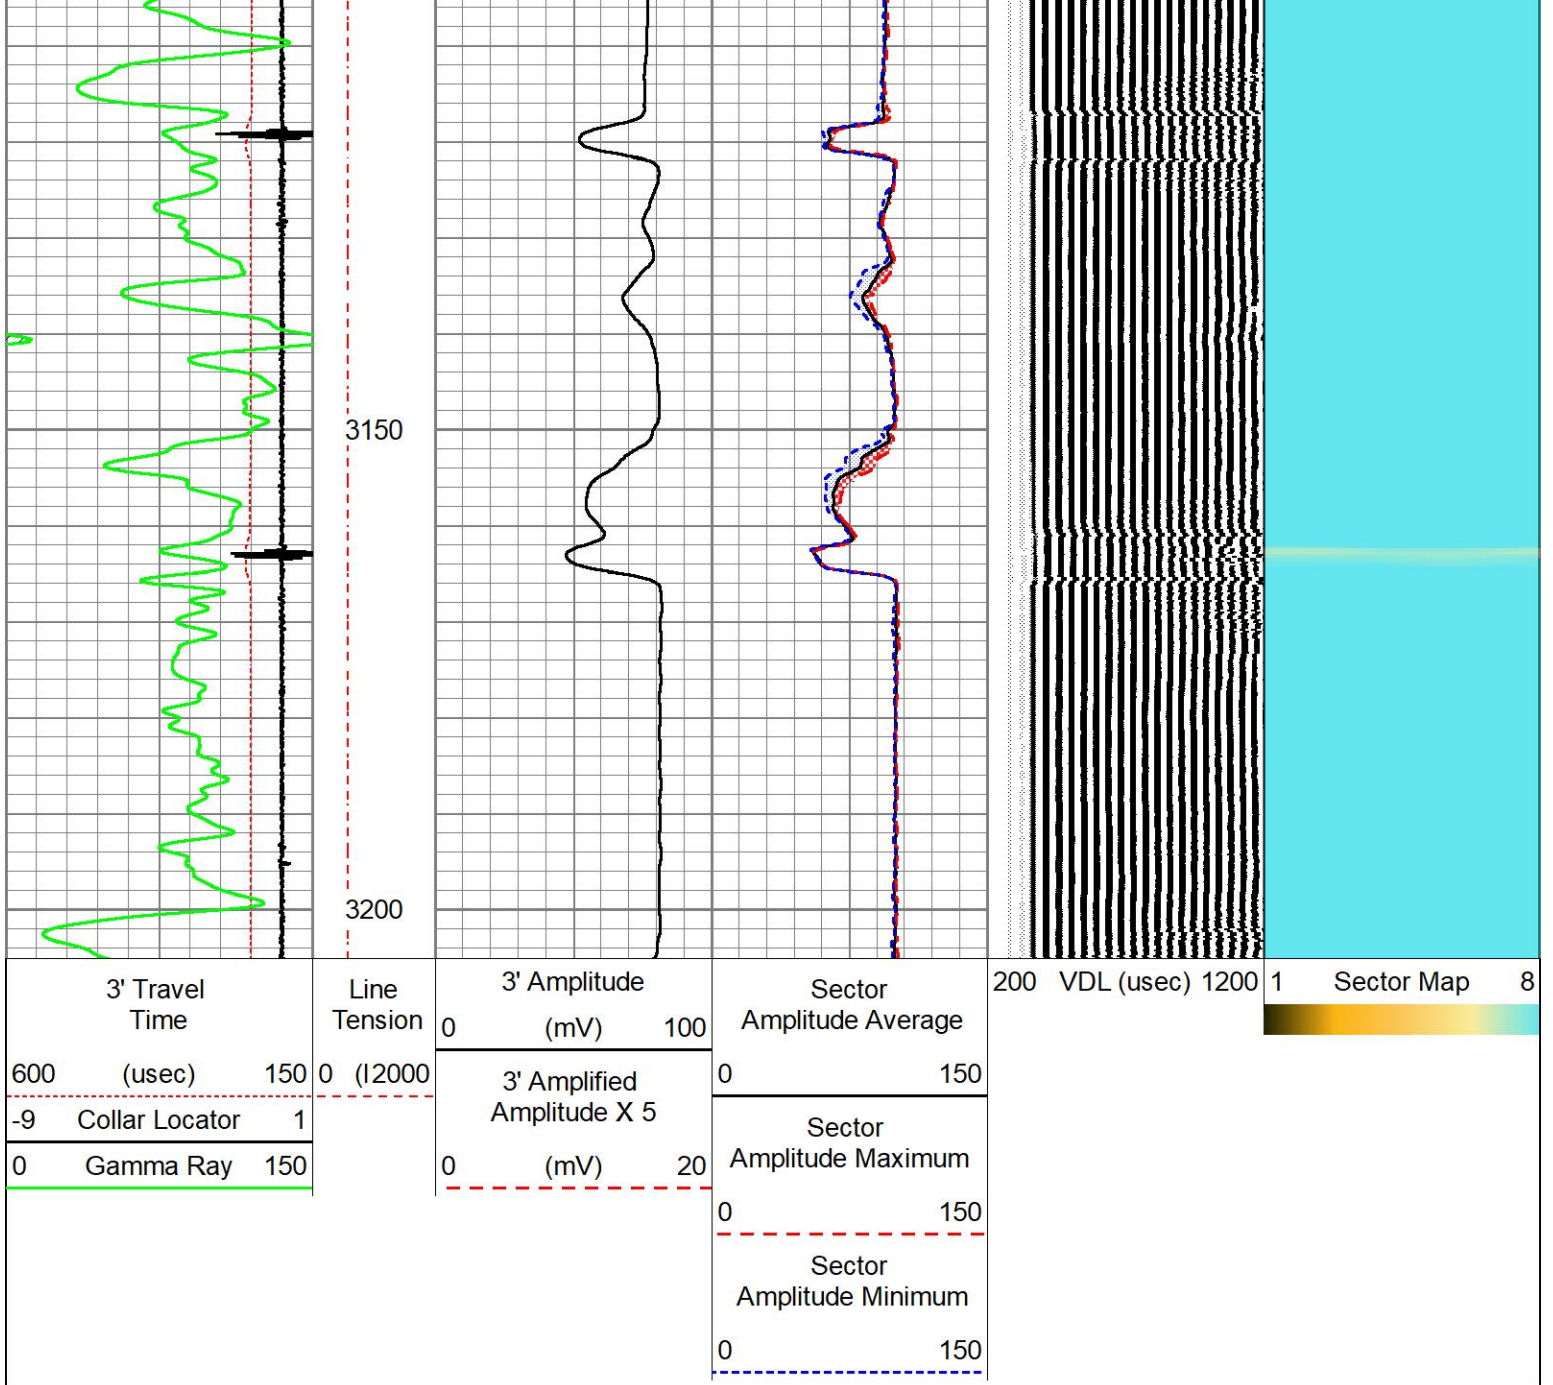 3150
3200
3' Travel
Time
600 (usec) 150
-9 Collar Locator 1
0 Gamma Ray 150
Line
Tension
0 (l2000
3' Amplitude
0 (mV) 100
3' Amplified
Amplitude X 5
0 (mV) 20
Sector
Amplitude Average
0 150
Sector
Amplitude Maximum
0 150
Sector
Amplitude Minimum
0 150
200 VDL (usec) 1200
1 Sector Map 8